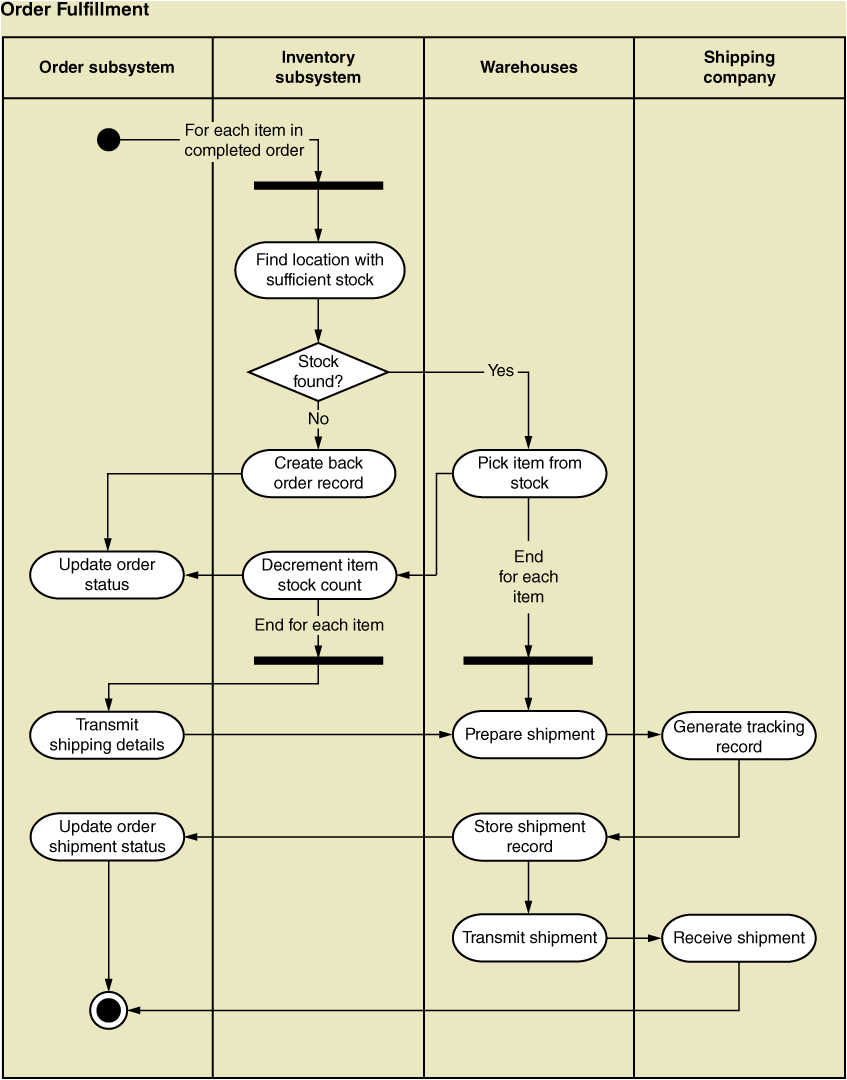 Order Fulfillment
Order subsystem
Inventory
subsystem
Warehouses
Shipping
company
For each item in
completed order
Find location with
sufficient stock
Stock
found?
Yes
No
Create back
order record
Pick item from
stock
Update order
status
Decrement item
stock count
End
for each
item
End for each item
Transmit
shipping details
Prepare shipment
Generate tracking
record
Update order
shipment status
Store shipment
record
Transmit shipment
Receive shipment